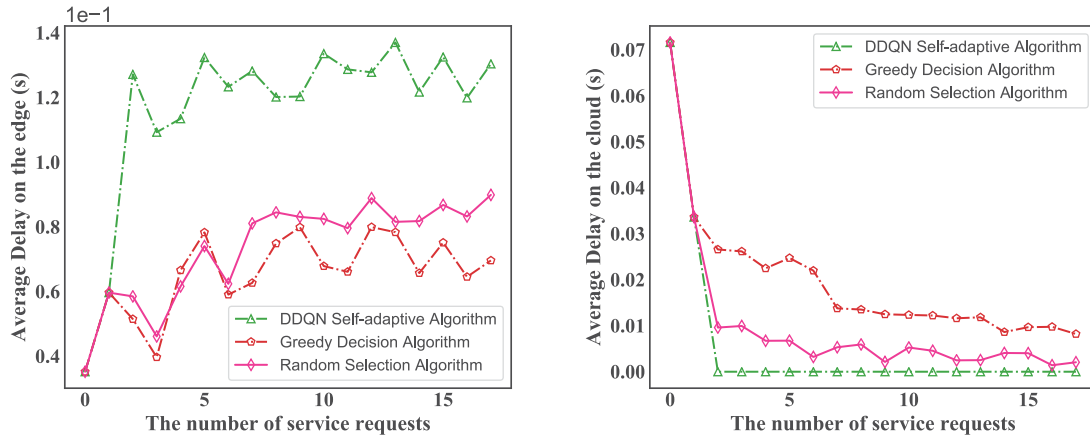 1e−1
1.4
1.2
1.0
0.8
0.6
0.4
Average Delay on the edge (s)
DDQN Self-adaptive Algorithm
Greedy Decision Algorithm
Random Selection Algorithm
0
5
10
15
The number of service requests
0.07
0.06
0.05
0.04
0.03
0.02
0.01
0.00
Average Delay on the cloud (s)
DDQN Self-adaptive Algorithm
Greedy Decision Algorithm
Random Selection Algorithm
0
5
10
15
The number of service requests